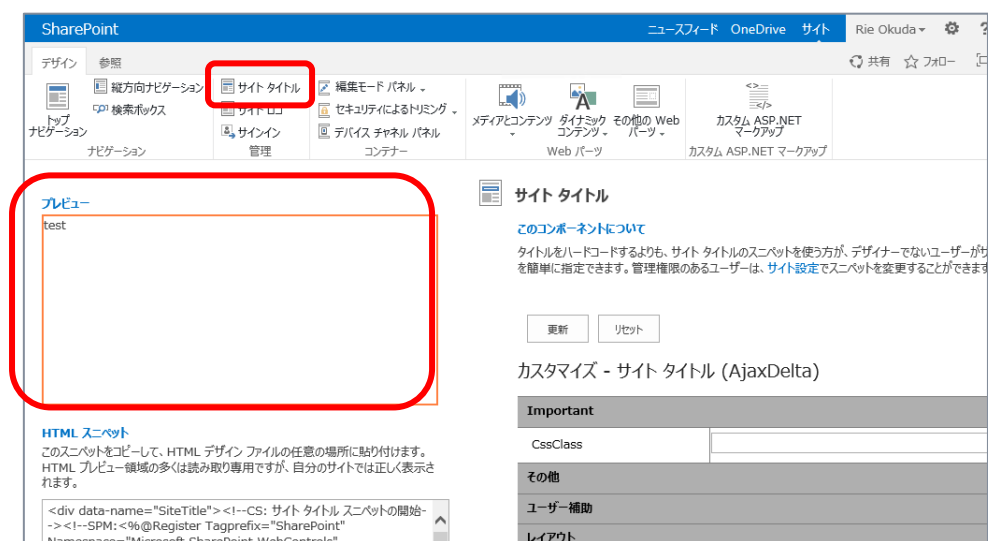 SharePoint ニュースフィード OneDrive サイト Rie Okuda ?
デザイン 参照 共有 フォロー
縦方向ナビゲーション サイト タイトル 編集モード パネル
検索ボックス サイト ロゴ セキュリティによるトリミング
トップ ナビゲーション サインイン デバイス チャネル パネル
メディアとコンテンツ ダイナミック コンテンツ その他の Web パーツ カスタム ASP.NET マークアップ
ナビゲーション 管理 コンテナー Web パーツ カスタム ASP.NET マークアップ
プレビュー
test
HTML スニペット
このスニペットをコピーして、HTML デザイン ファイルの任意の場所に貼り付けます。
HTML プレビュー領域の多くは読み取り専用ですが、自分のサイトでは正しく表示さ
れます。
<div data-name="SiteTitle"><!--CS: サイト タイトル スニペットの開始-
-><!--SPM:<%@Register Tagprefix="SharePoint"
Namespace="Microsoft.SharePoint.WebControls"
サイト タイトル
このコンポーネントについて
タイトルをハードコードするよりも、サイト タイトルのスニペットを使う方が、デザイナーでないユーザーがサ
を簡単に指定できます。管理権限のあるユーザーは、サイト設定でスニペットを変更することができます
更新 リセット
カスタマイズ - サイト タイトル (AjaxDelta)
Important
CssClass
その他
ユーザー補助
レイアウト